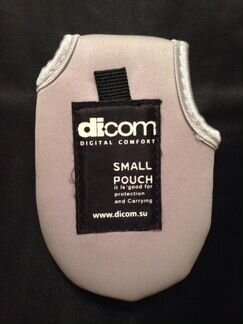 di:com
DIGITAL COMFORT
SMALL
POUCH
it is good for
protection
and Carrying
www.dicom.su